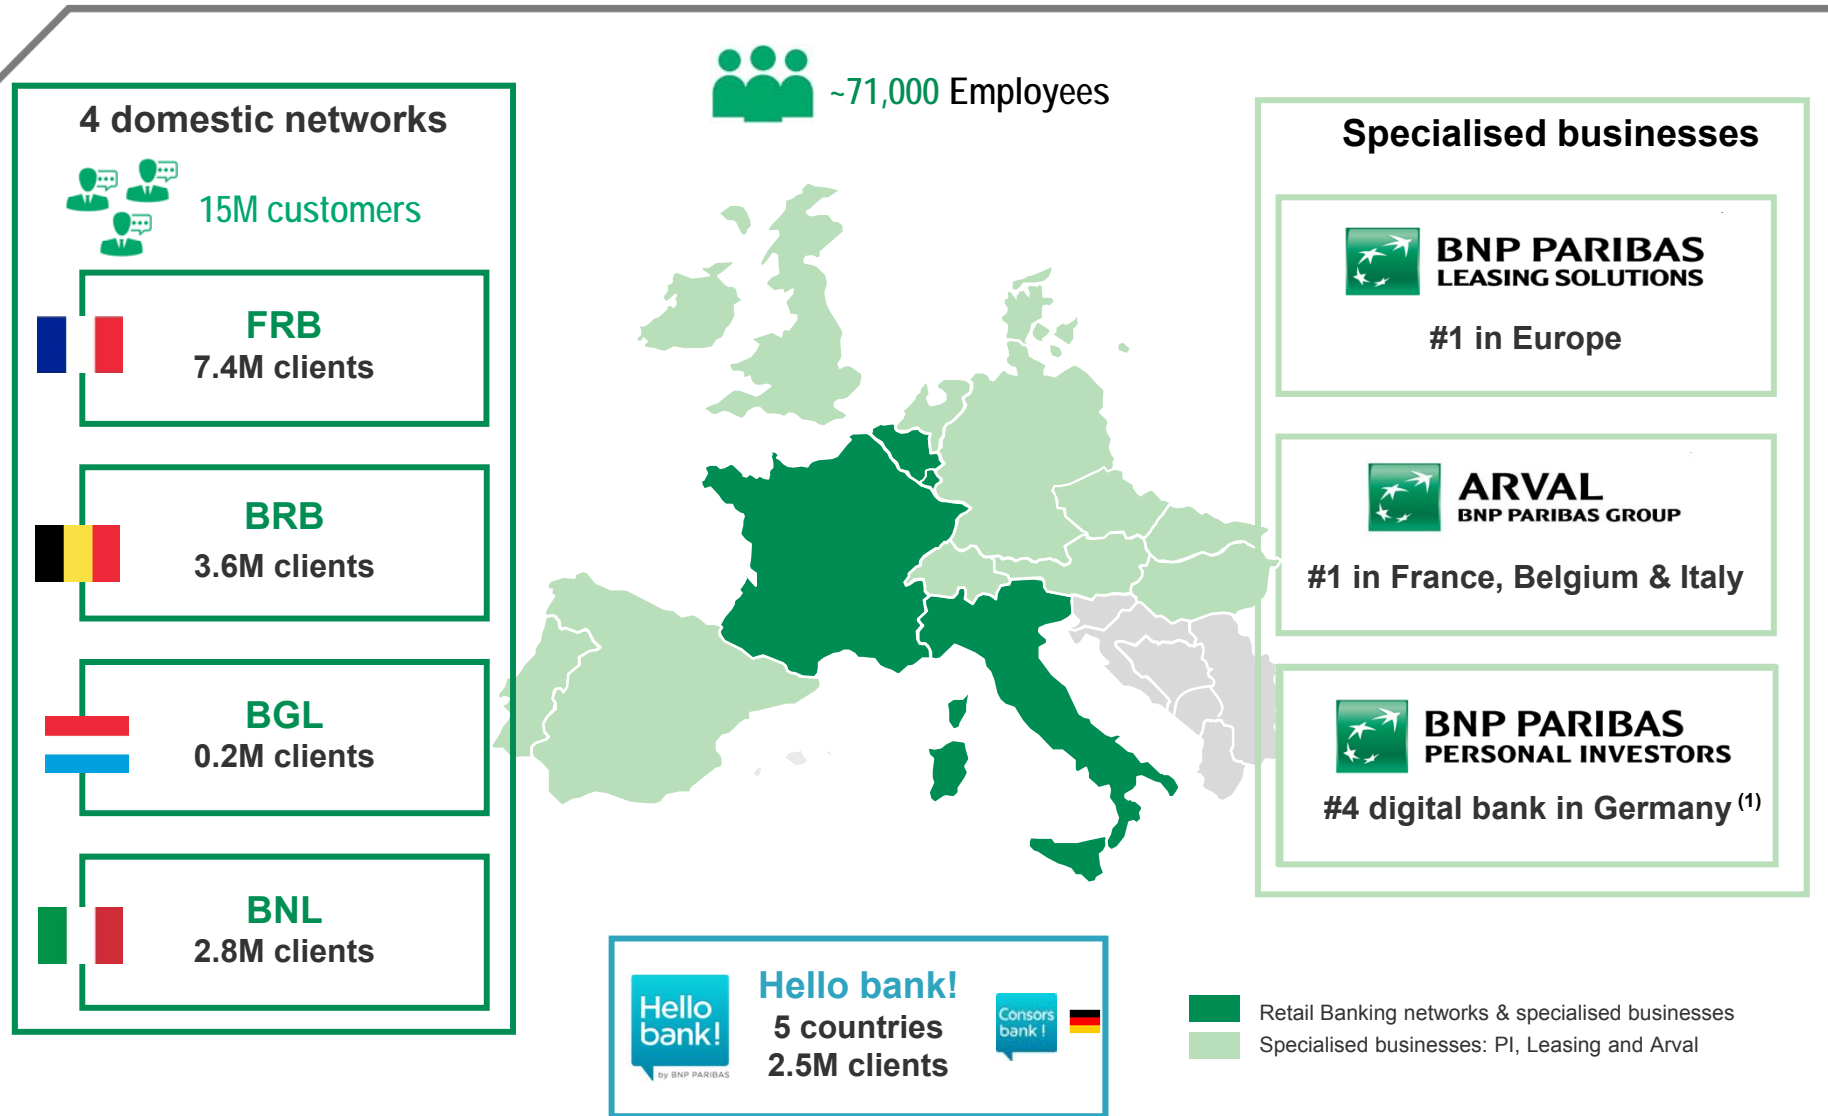 ~71,000 Employees
4 domestic networks
15M customers
FRB
7.4M clients
BRB
3.6M clients
BGL
0.2M clients
BNL
2.8M clients
Specialised businesses
BNP PARIBAS
LEASING SOLUTIONS
#1 in Europe
ARVAL
BNP PARIBAS GROUP
#1 in France, Belgium & Italy
BNP PARIBAS
PERSONAL INVESTORS
#4 digital bank in Germany (1)
Hello
bank!
by BNP PARIBAS
Hello bank!
5 countries
2.5M clients
Consors
bank!
Retail Banking networks & specialised businesses
Specialised businesses: PI, Leasing and Arval